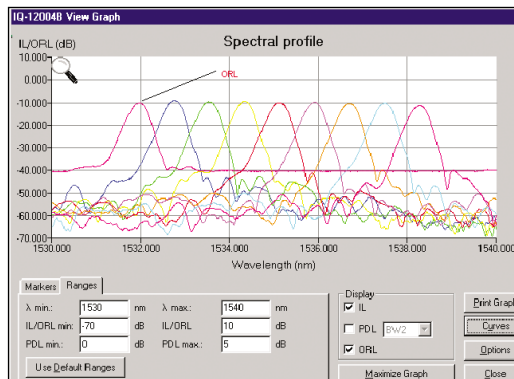 IQ-12004B View Graph
IL/ORL (dB)
Spectral profile
10.000
0.000
-10.000
-20.000
-30.000
-40.000
-50.000
-60.000
-70.000
ORL
1530.000
1532.000
1534.000
1536.000
1538.000
1540.000
Wavelength (nm)
Markers Ranges
λ min.: 1530 nm λ max.: 1540 nm
IL/ORL min: -70 dB IL/ORL 10 dB
PDL min.: 0 dB PDL max.: 5 dB
Use Default Ranges
Display
IL
PDL BW2
ORL
Maximize Graph
Print Graph
Curves
Options
Close